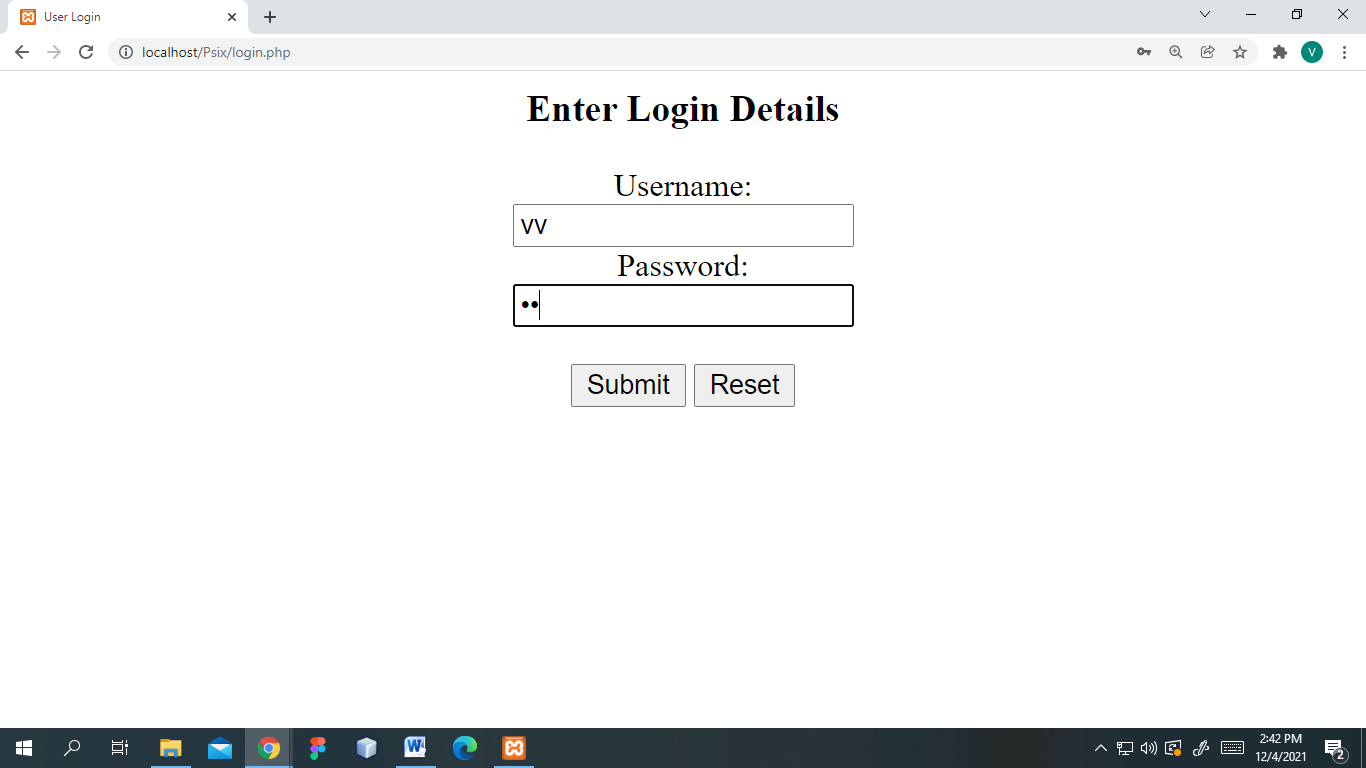 User Login
localhost/Psix/login.php
V
Enter Login Details
Username:
vv
Password:
••
Submit Reset
2:42 PM
12/4/2021
2